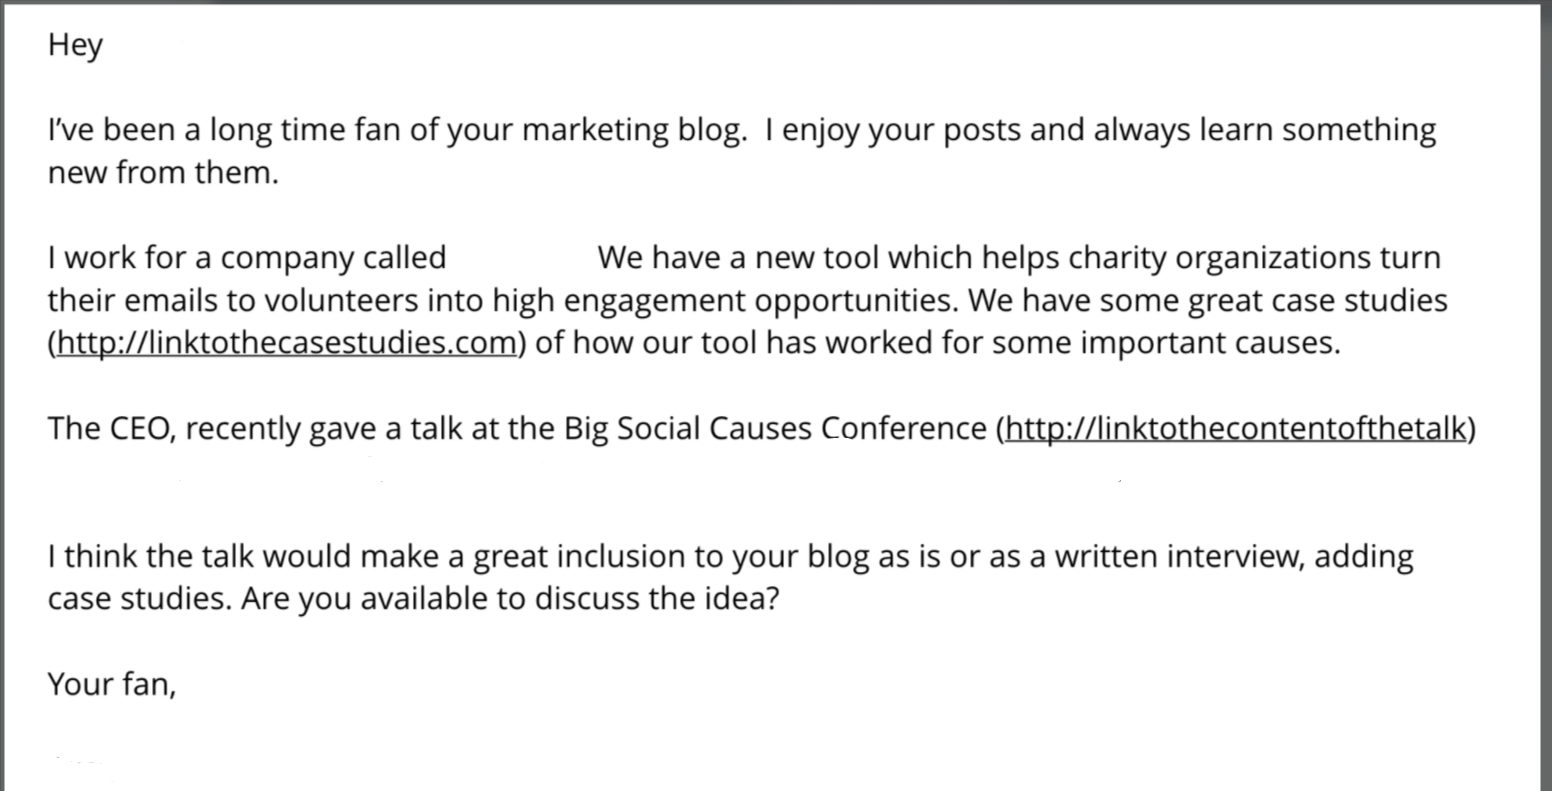 Hey
I've been a long time fan of your marketing blog.  I enjoy your posts and always learn something
new from them.
I work for a company called We have a new tool which helps charity organizations turn
their emails to volunteers into high engagement opportunities. We have some great case studies
(http://linktothecasestudies.com) of how our tool has worked for some important causes.
The CEO, recently gave a talk at the Big Social Causes Conference (http://linktothecontentofthetalk)
I think the talk would make a great inclusion to your blog as is or as a written interview, adding
case studies. Are you available to discuss the idea?
Your fan,